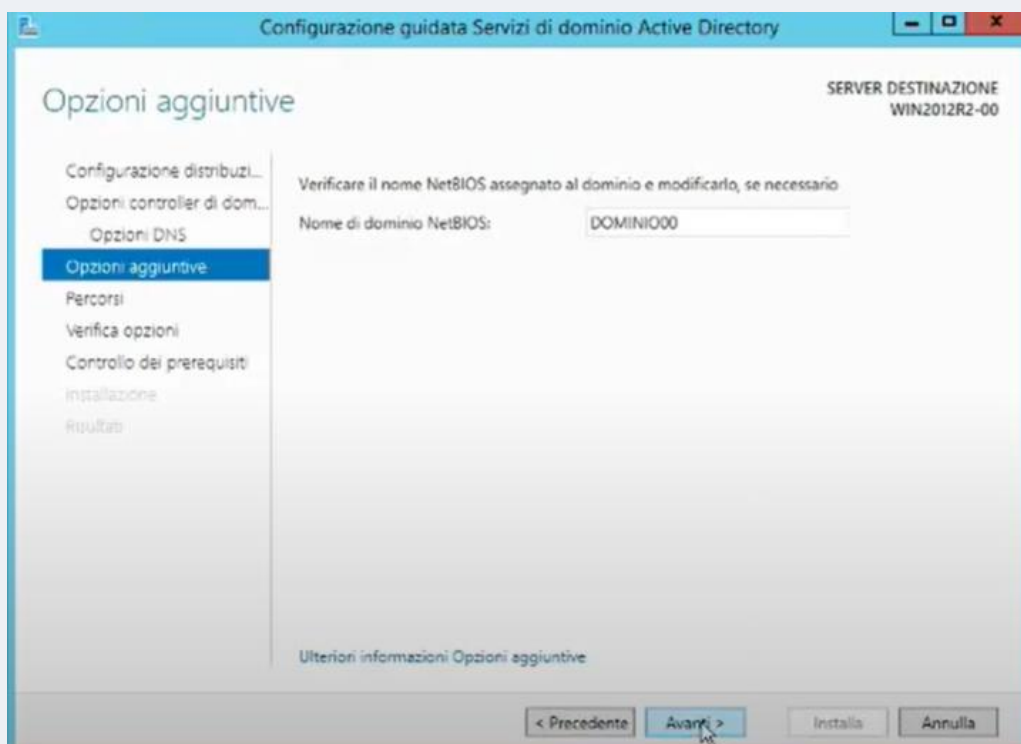 Configurazione guidata Servizi di dominio Active Directory
Opzioni aggiuntive
SERVER DESTINAZIONE
WIN2012R2-00
Configurazione distribuzi...
Opzioni controller di dom...
Opzioni DNS
Opzioni aggiuntive
Percorsi
Verifica opzioni
Controllo dei prerequisiti
Installazione
Risultati
Verificare il nome NetBIOS assegnato al dominio e modificarlo, se necessario
Nome di dominio NetBIOS: DOMINIO00
Ulteriori informazioni Opzioni aggiuntive
< Precedente Avanti > Installa Annulla